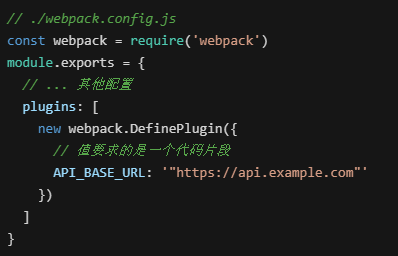 // ./webpack.config.js
const webpack = require('webpack')
module.exports = {
  // ... 其他配置
  plugins: [
    new webpack.DefinePlugin({
      // 值要求的是一个代码片段
      API_BASE_URL: '"https://api.example.com"'
    })
  ]
}